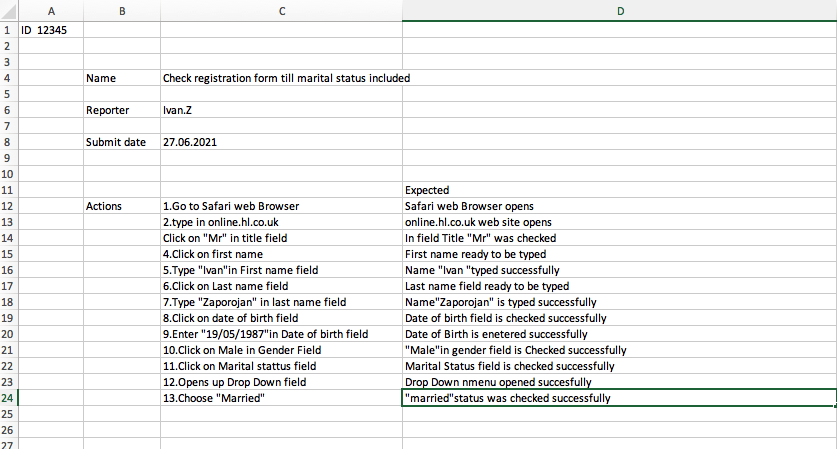 A B C D
1 ID 12345
2
3
4 Name Check registration form till marital status included
5
6 Reporter Ivan.Z
7
8 Submit date 27.06.2021
9
10
11 Expected
12 Actions 1.Go to Safari web Browser Safari web Browser opens
13 2.type in online.hl.co.uk online.hl.co.uk web site opens
14 Click on "Mr" in title field In field Title "Mr" was checked
15 4.Click on first name First name ready to be typed
16 5.Type "Ivan"in First name field Name "Ivan "typed successfully
17 6.Click on Last name field Last name field ready to be typed
18 7.Type "Zaporojan" in last name field Name"Zaporojan" is typed successfully
19 8.Click on date of birth field Date of birth field is checked successfully
20 9.Enter "19/05/1987"in Date of birth field Date of Birth is enetered successfully
21 10.Click on Male in Gender Field "Male"in gender field is Checked successfully
22 11.Click on Marital stattus field Marital Status field is checked successfully
23 12.Opens up Drop Down field Drop Down nmenu opened succesfully
24 13.Choose "Married" "married"status was checked successfully
25
26
27